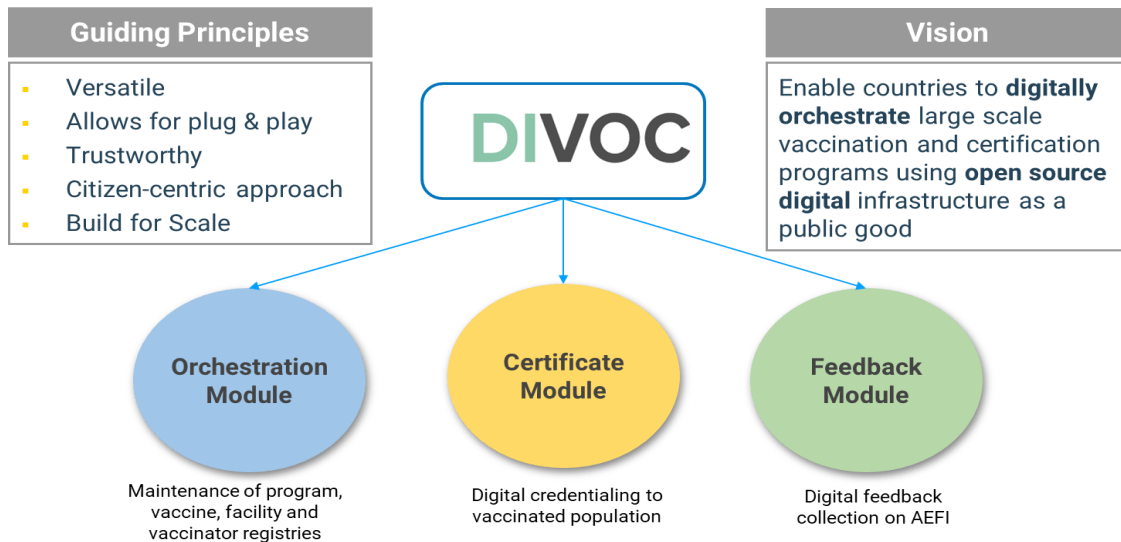 Guiding Principles
Versatile
Allows for plug & play
Trustworthy
Citizen-centric approach
Build for Scale
DIVOC
Vision
Enable countries to digitally
orchestrate large scale
vaccination and certification
programs using open source
digital infrastructure as a
public good
Orchestration
Module
Maintenance of program,
vaccine, facility and
vaccinator registries
Certificate
Module
Digital credentialing to
vaccinated population
Feedback
Module
Digital feedback
collection on AEFI